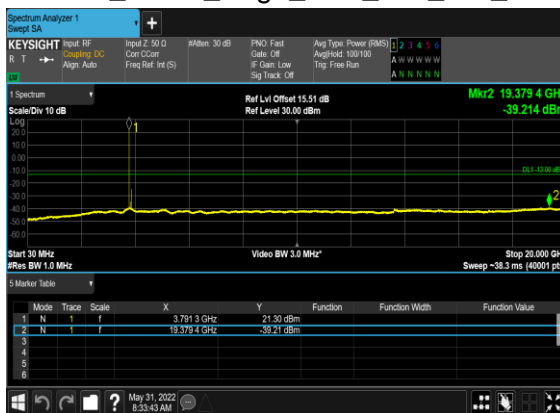 Spectrum Analyzer 1
Swept SA
KEYSIGHT Input: RF Input Z: 50 Ω #Atten: 30 dB PNO: Fast Avg Type: Power (RMS) 1 2 3 4 5 6
R T Coupling: DC Corr CCorr Gate: Off Avg|Hold: 100/100 A W W W W W
Align: Auto Freq Ref: Int (S) IF Gain: Low Trig: Free Run
Sig Track: Off A N N N N N
LXI
1 Spectrum Ref Lvl Offset 15.51 dB Mkr2 19.379 4 GH
Scale/Div 10 dB Ref Level 30.00 dBm -39.214 dBr
Log
20.0 1
10.0
0.00
-10.0 DL1 -13.00 dB
-20.0
-30.0 2
-40.0
-50.0
-60.0
Start 30 MHz Video BW 3.0 MHz* Stop 20.000 GH
#Res BW 1.0 MHz Sweep ~38.3 ms (40001 pt
5 Marker Table
Mode Trace Scale X Y Function Function Width Function Value
1 N 1 f 3.791 3 GHz 21.30 dBm
2 N 1 f 19.379 4 GHz -39.21 dBm
3
4
5
6
? May 31, 2022
8:33:43 AM